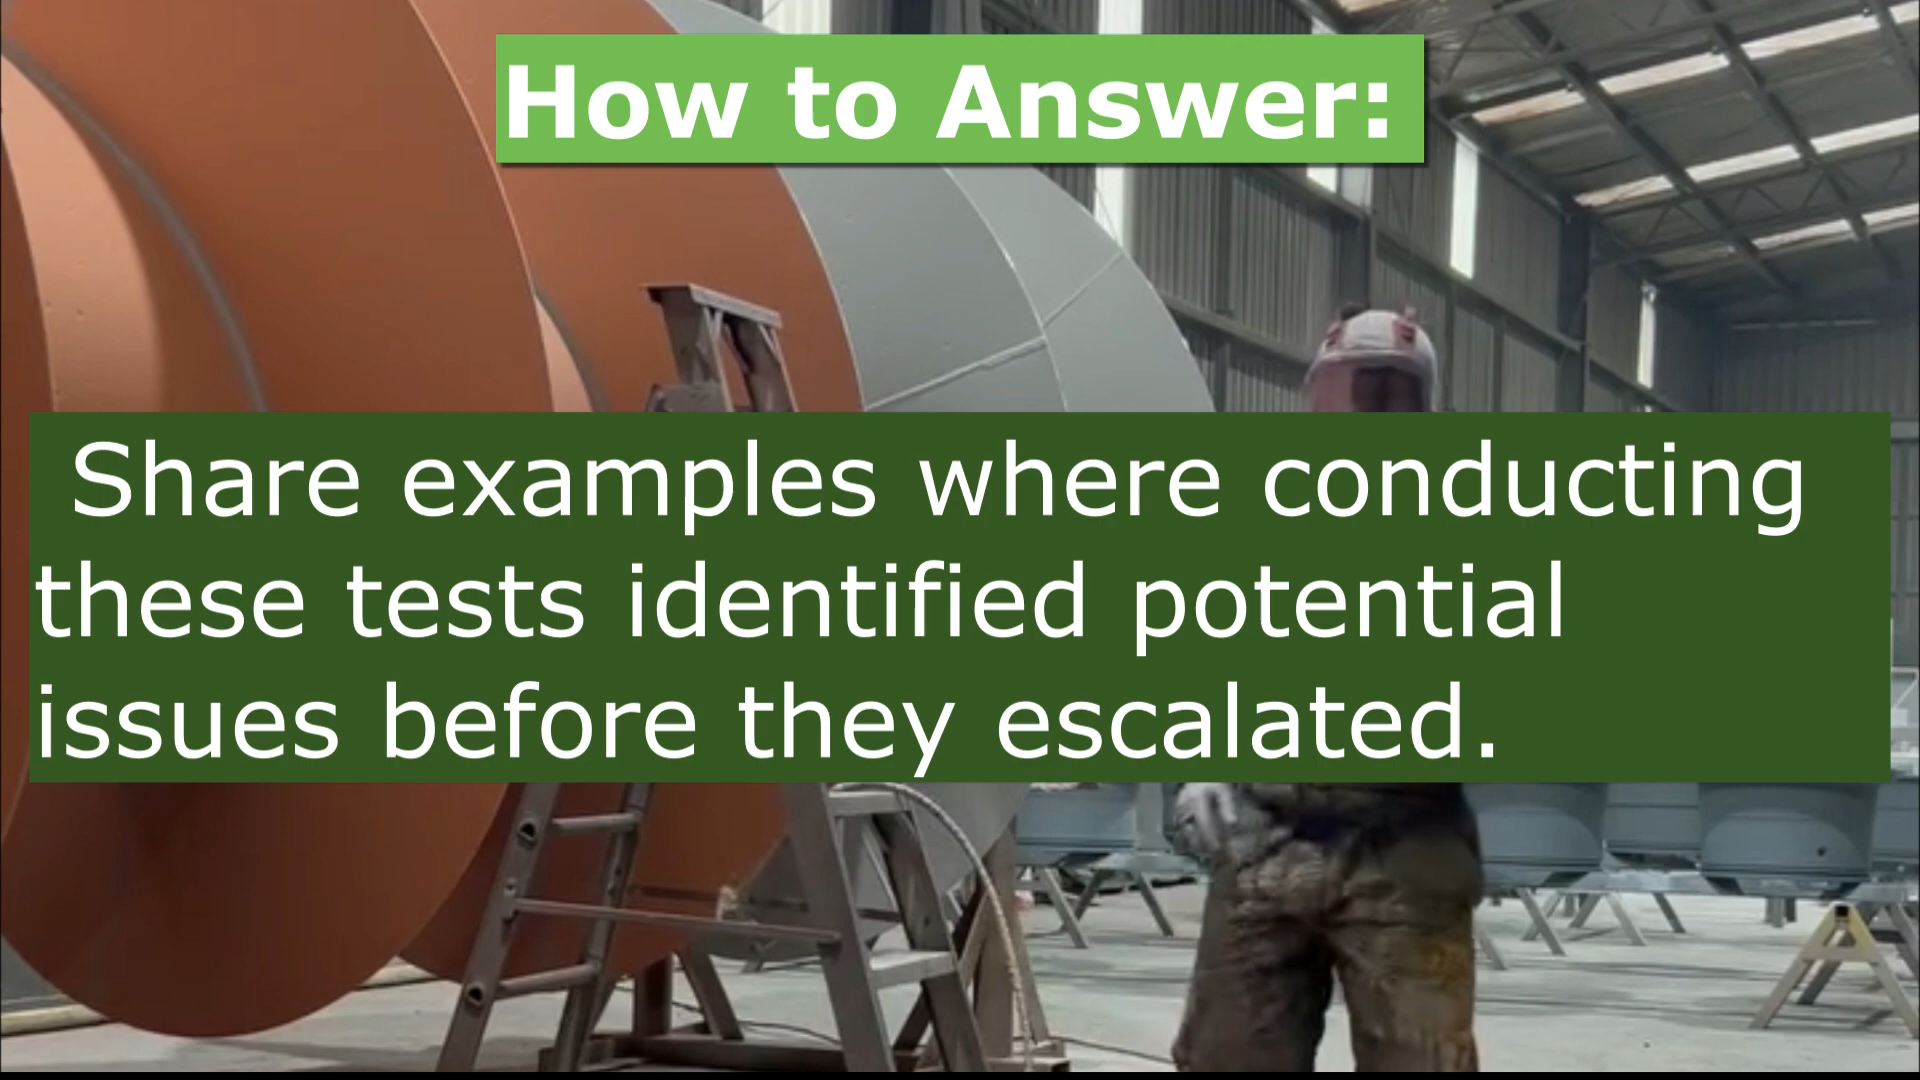 How to Answer:
Share examples where conducting
these tests identified potential
issues before they escalated.